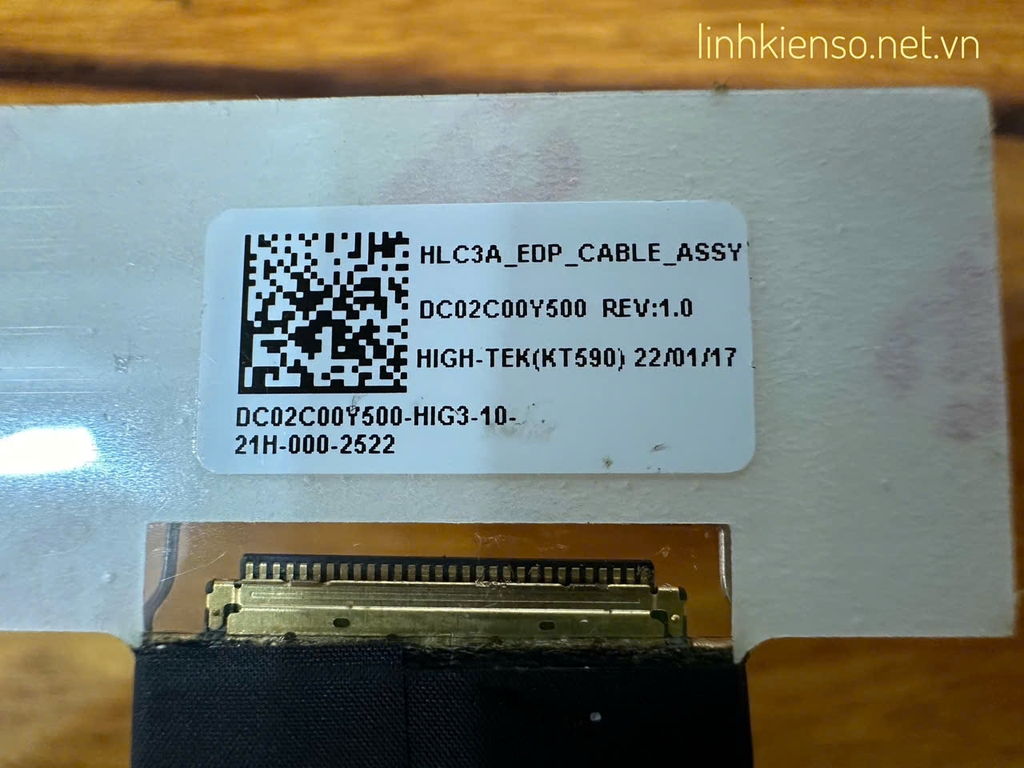 linhkienso.net.vn
HLC3A_EDP_CABLE_ASSY
DC02C00Y500 REV:1.0
HIGH-TEK(KT590) 22/01/17
DC02C00Y500-HIG3-10-
21H-000-2522